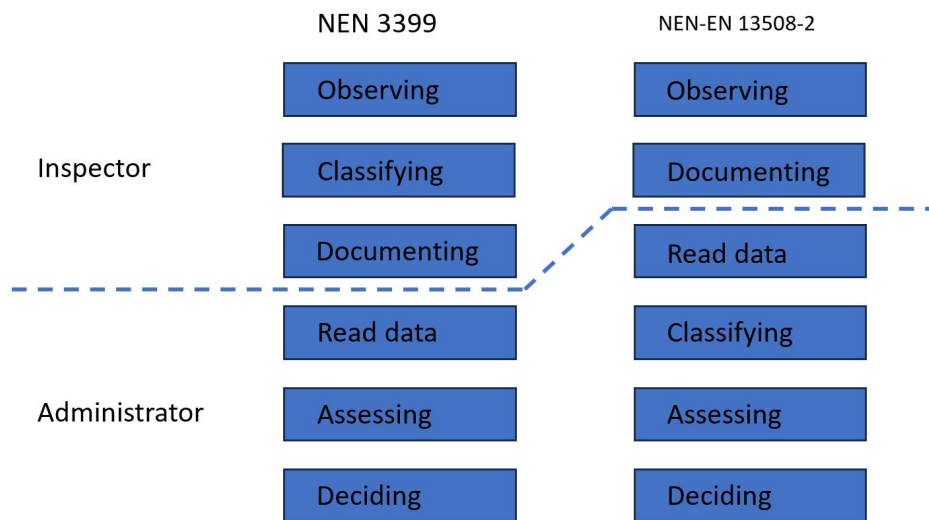 NEN 3399
NEN-EN 13508-2
Observing
Observing
Inspector
Classifying
Documenting
Documenting
Read data
Read data
Classifying
Administrator
Assessing
Assessing
Deciding
Deciding